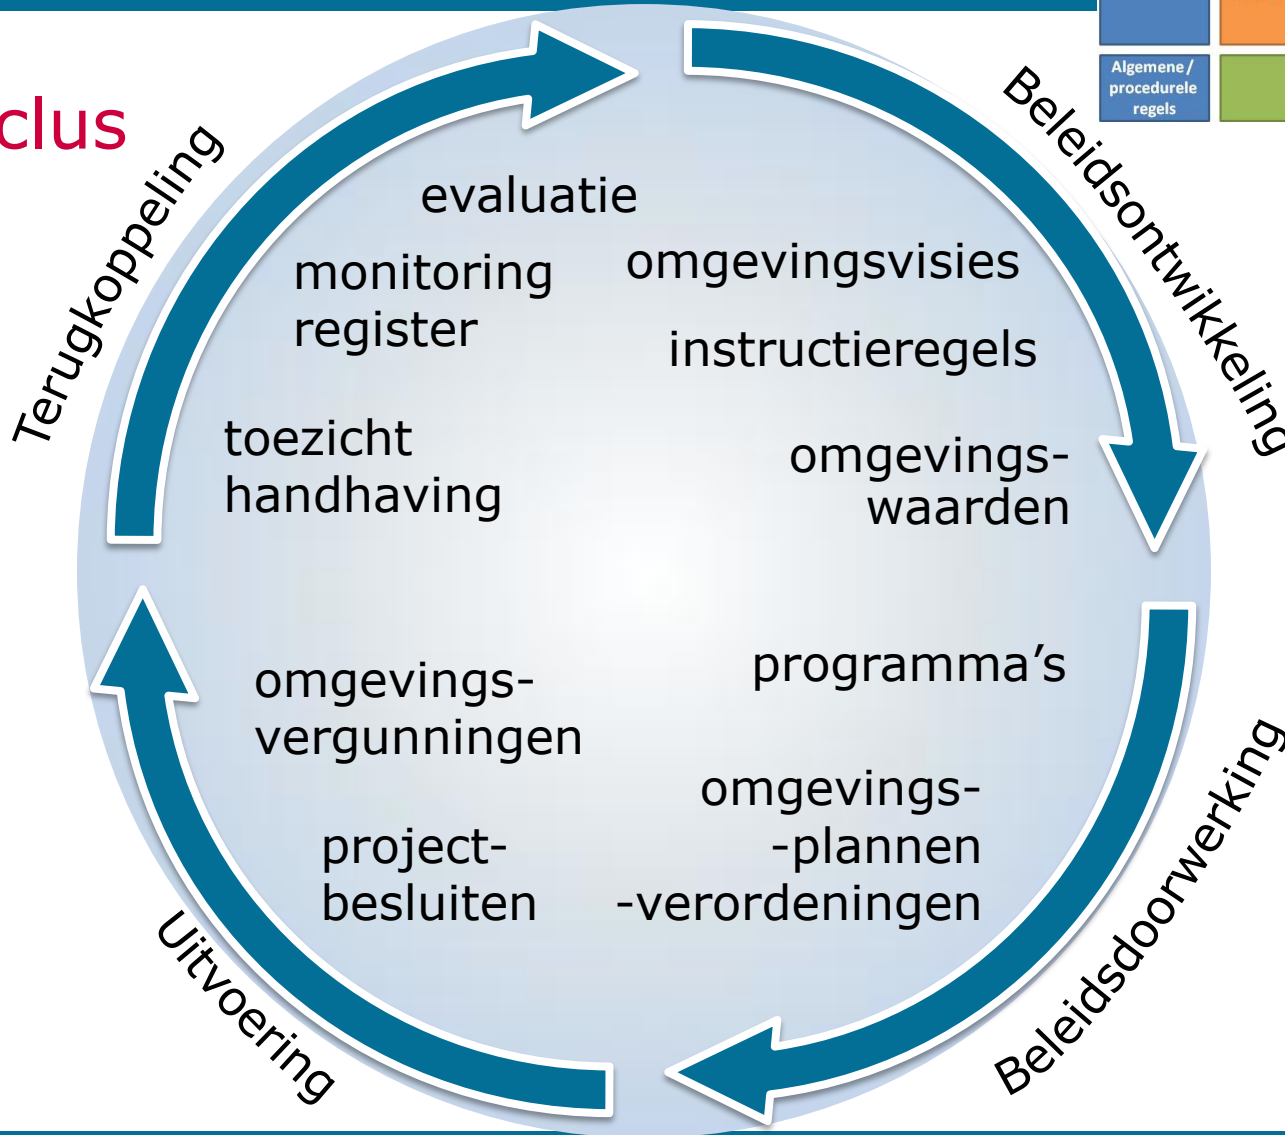 clus
Algemene /
procedurele
regels
Terugkoppeling
Beleidsontwikkeling
evaluatie
monitoring
register
omgevingsvisies
instructieregels
toezicht
handhaving
omgevings-
waarden
programma’s
omgevings-
vergunningen
omgevings-
-plannen
-verordeningen
project-
besluiten
Uitvoering
Beleidsdoorwerking